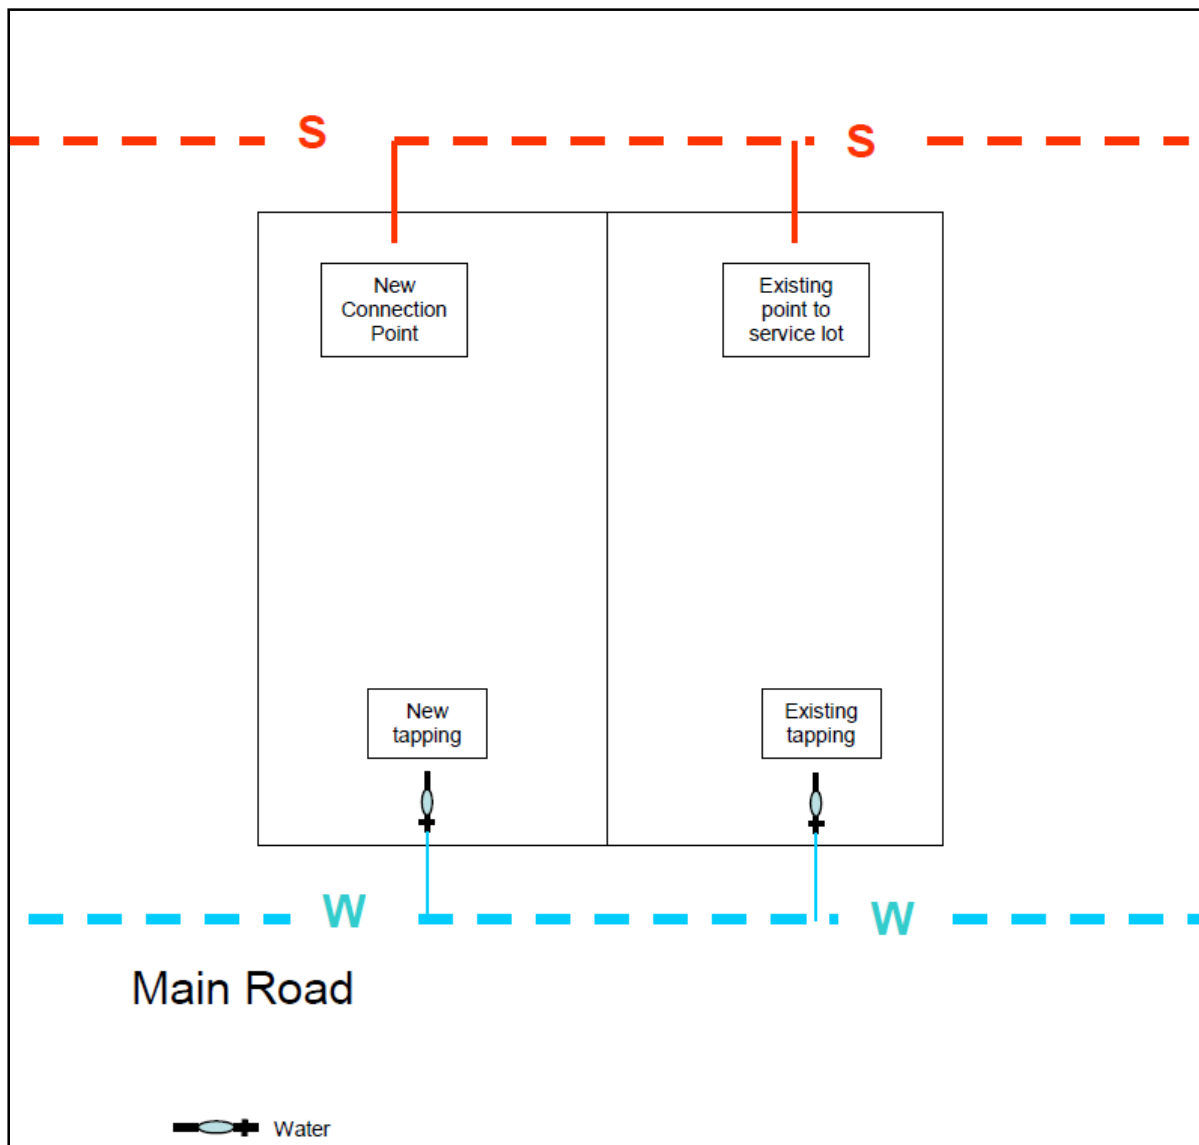 S
S
New
Connection
Point
Existing
point to
service lot
New
tapping
Existing
tapping
W
W
Main Road
Water